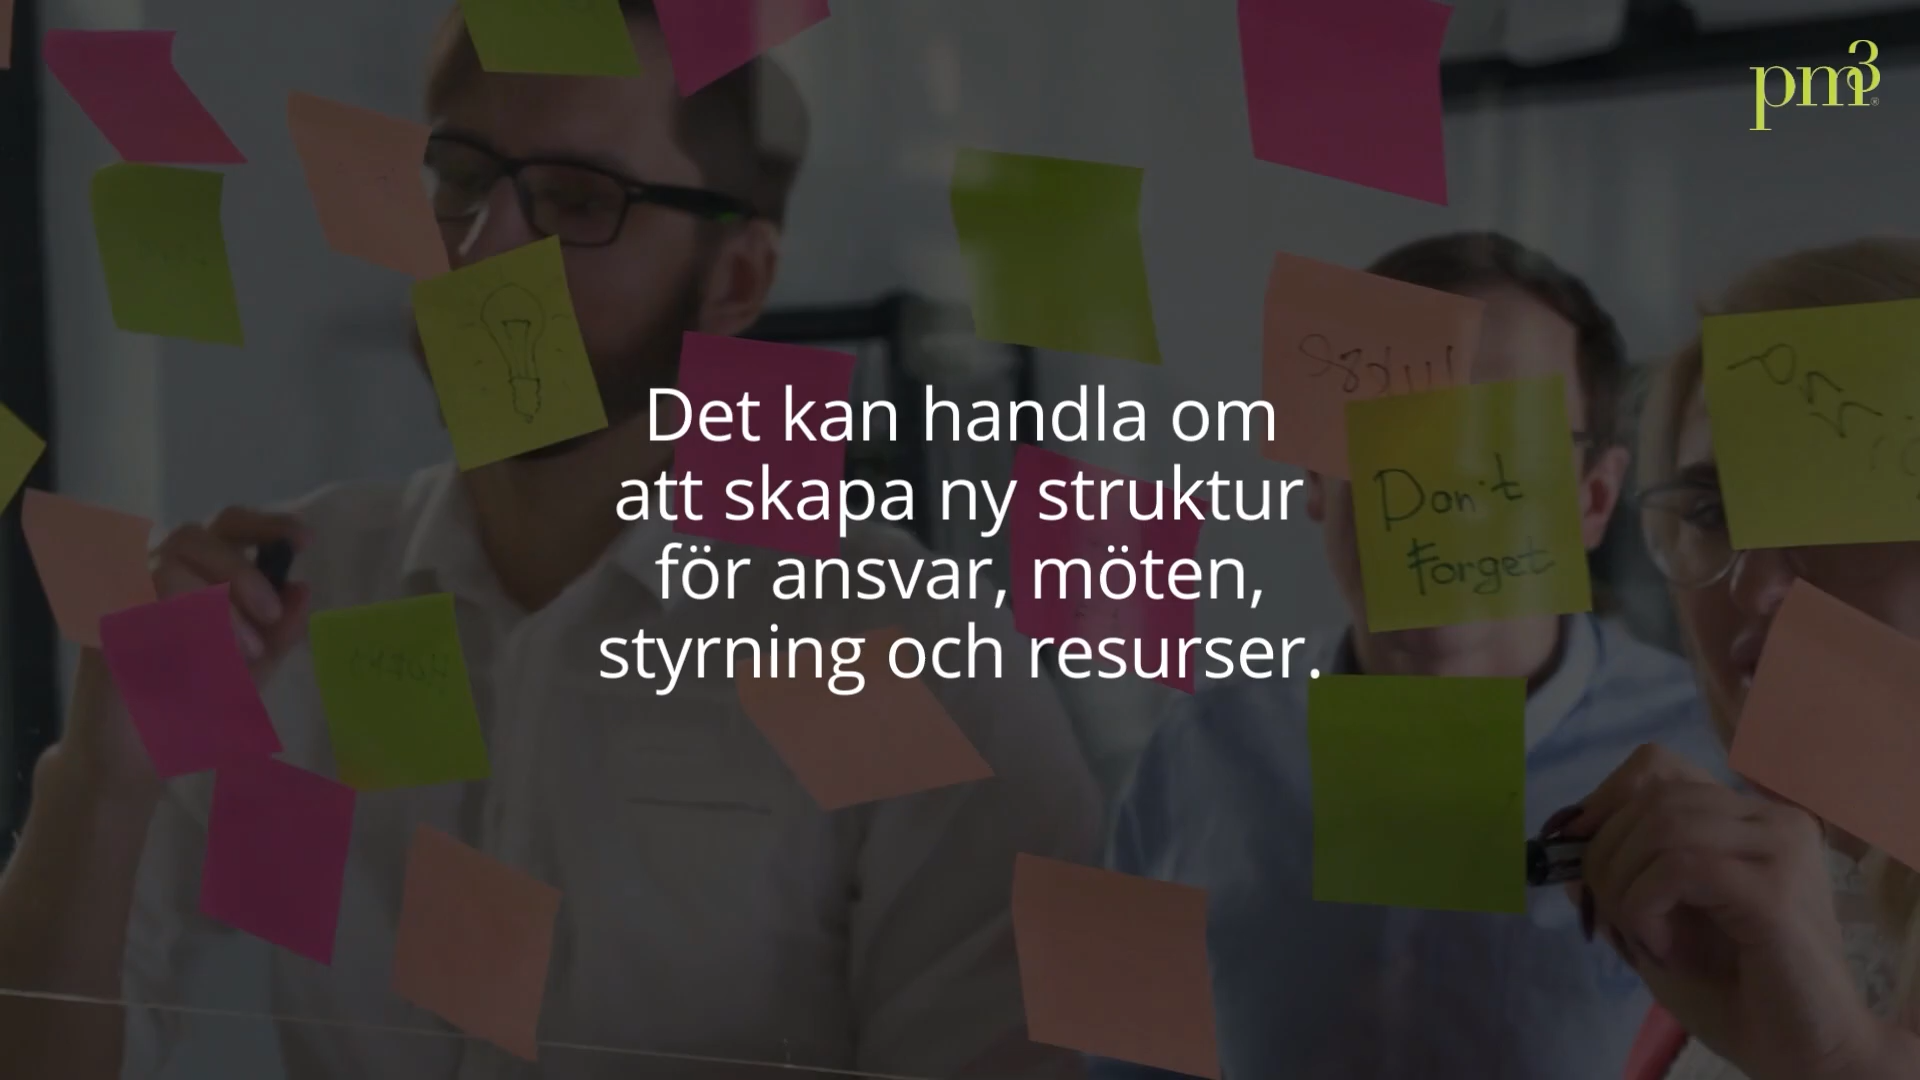 pm3
Det kan handla om
att skapa ny struktur
för ansvar, möten,
styrning och resurser.
Don't
Forget